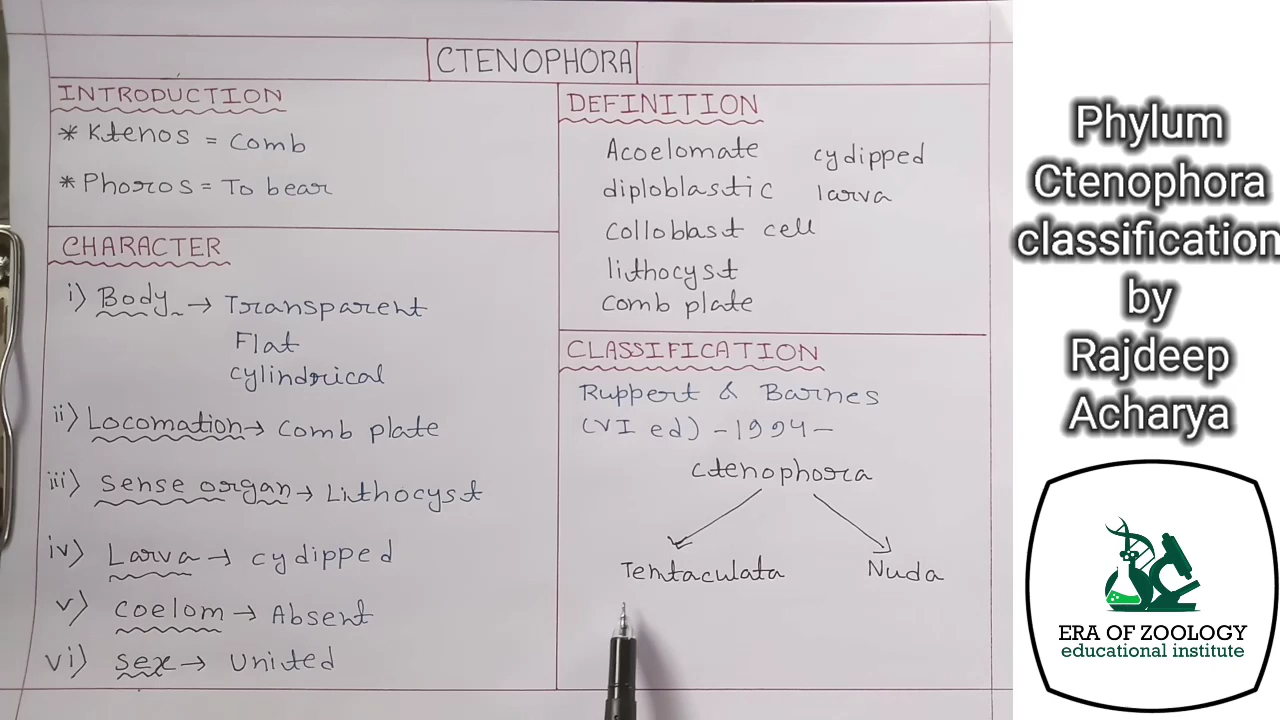 CTENOPHORA
INTRODUCTION
* Ktenos = Comb
* Phoros = To bear
CHARACTER
i) Body → Transparent
Flat
cylindrical
ii) Locomation → comb plate
iii) Sense organ → Lithocyst
iv) Larva → cydipped
v) coelom → Absent
vi) sex → United
DEFINITION
Acoelomate cydipped
diploblastic larva
colloblast cell
lithocyst
comb plate
CLASSIFICATION
Ruppert & Barnes
(VI ed) - 1994 -
ctenophora
Tentaculata Nuda
Phylum
Ctenophora
classification
by
Rajdeep
Acharya
ERA OF ZOOLOGY
educational institute